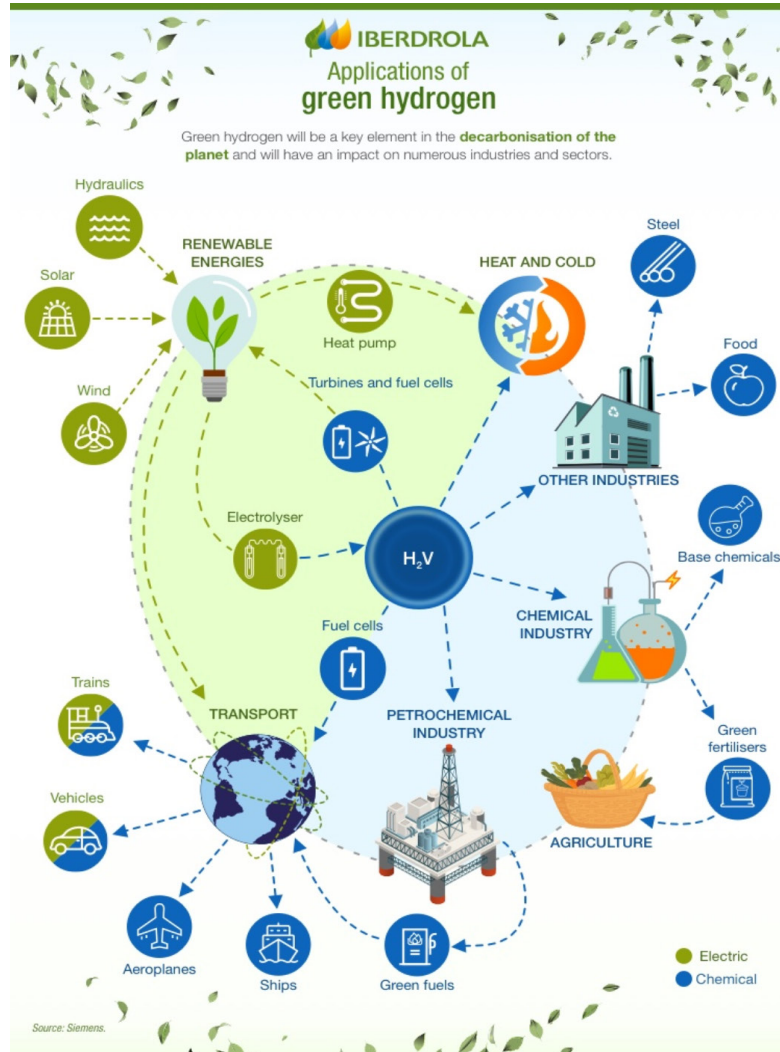 IBERDROLA
Applications of
green hydrogen
Green hydrogen will be a key element in the decarbonisation of the
planet and will have an impact on numerous industries and sectors.
Hydraulics
Steel
RENEWABLE
ENERGIES
HEAT AND COLD
Solar
Food
Heat pump
Wind
Turbines and fuel cells
OTHER INDUSTRIES
Electrolyser
Base chemicals
H₂V
CHEMICAL
INDUSTRY
Fuel cells
Trains
TRANSPORT
PETROCHEMICAL
INDUSTRY
Green
fertilisers
Vehicles
AGRICULTURE
Aeroplanes
Ships
Green fuels
Electric
Chemical
Source: Siemens.